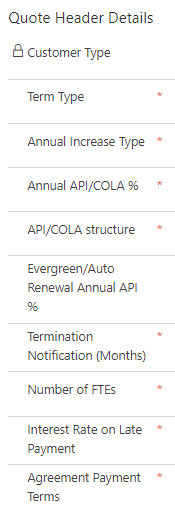 Quote Header Details
Customer Type
Term Type *
Annual Increase Type *
Annual API/COLA % *
API/COLA structure *
Evergreen/Auto
Renewal Annual API
%
Termination *
Notification (Months)
Number of FTEs *
Interest Rate on Late *
Payment
Agreement Payment *
Terms